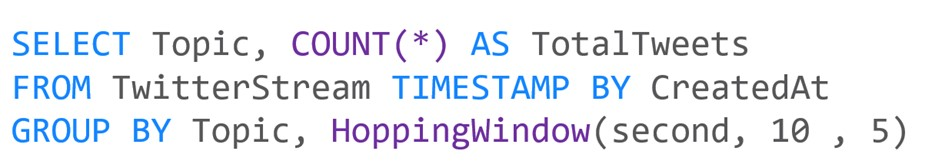 SELECT Topic, COUNT(*) AS TotalTweets
FROM TwitterStream TIMESTAMP BY CreatedAt
GROUP BY Topic, HoppingWindow(second, 10 , 5)